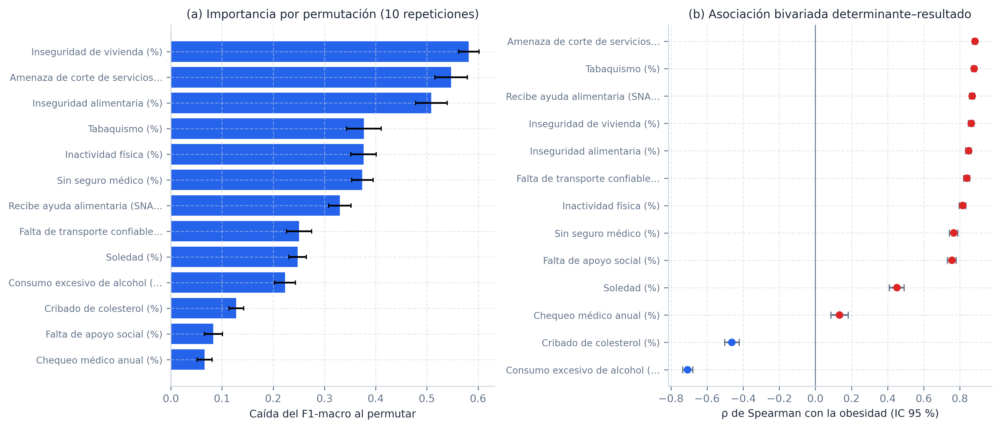 (a) Importancia por permutación (10 repeticiones)
Inseguridad de vivienda (%)
Amenaza de corte de servicios…
Inseguridad alimentaria (%)
Tabaquismo (%)
Inactividad física (%)
Sin seguro médico (%)
Recibe ayuda alimentaria (SNA…
Falta de transporte confiable…
Soledad (%)
Consumo excesivo de alcohol (…
Cribado de colesterol (%)
Falta de apoyo social (%)
Chequeo médico anual (%)
0.0 0.1 0.2 0.3 0.4 0.5 0.6
Caída del F1-macro al permutar
(b) Asociación bivariada determinante–resultado
Amenaza de corte de servicios…
Tabaquismo (%)
Recibe ayuda alimentaria (SNA…
Inseguridad de vivienda (%)
Inseguridad alimentaria (%)
Falta de transporte confiable…
Inactividad física (%)
Sin seguro médico (%)
Falta de apoyo social (%)
Soledad (%)
Chequeo médico anual (%)
Cribado de colesterol (%)
Consumo excesivo de alcohol (…
−0.8 −0.6 −0.4 −0.2 0.0 0.2 0.4 0.6 0.8
ρ de Spearman con la obesidad (IC 95 %)